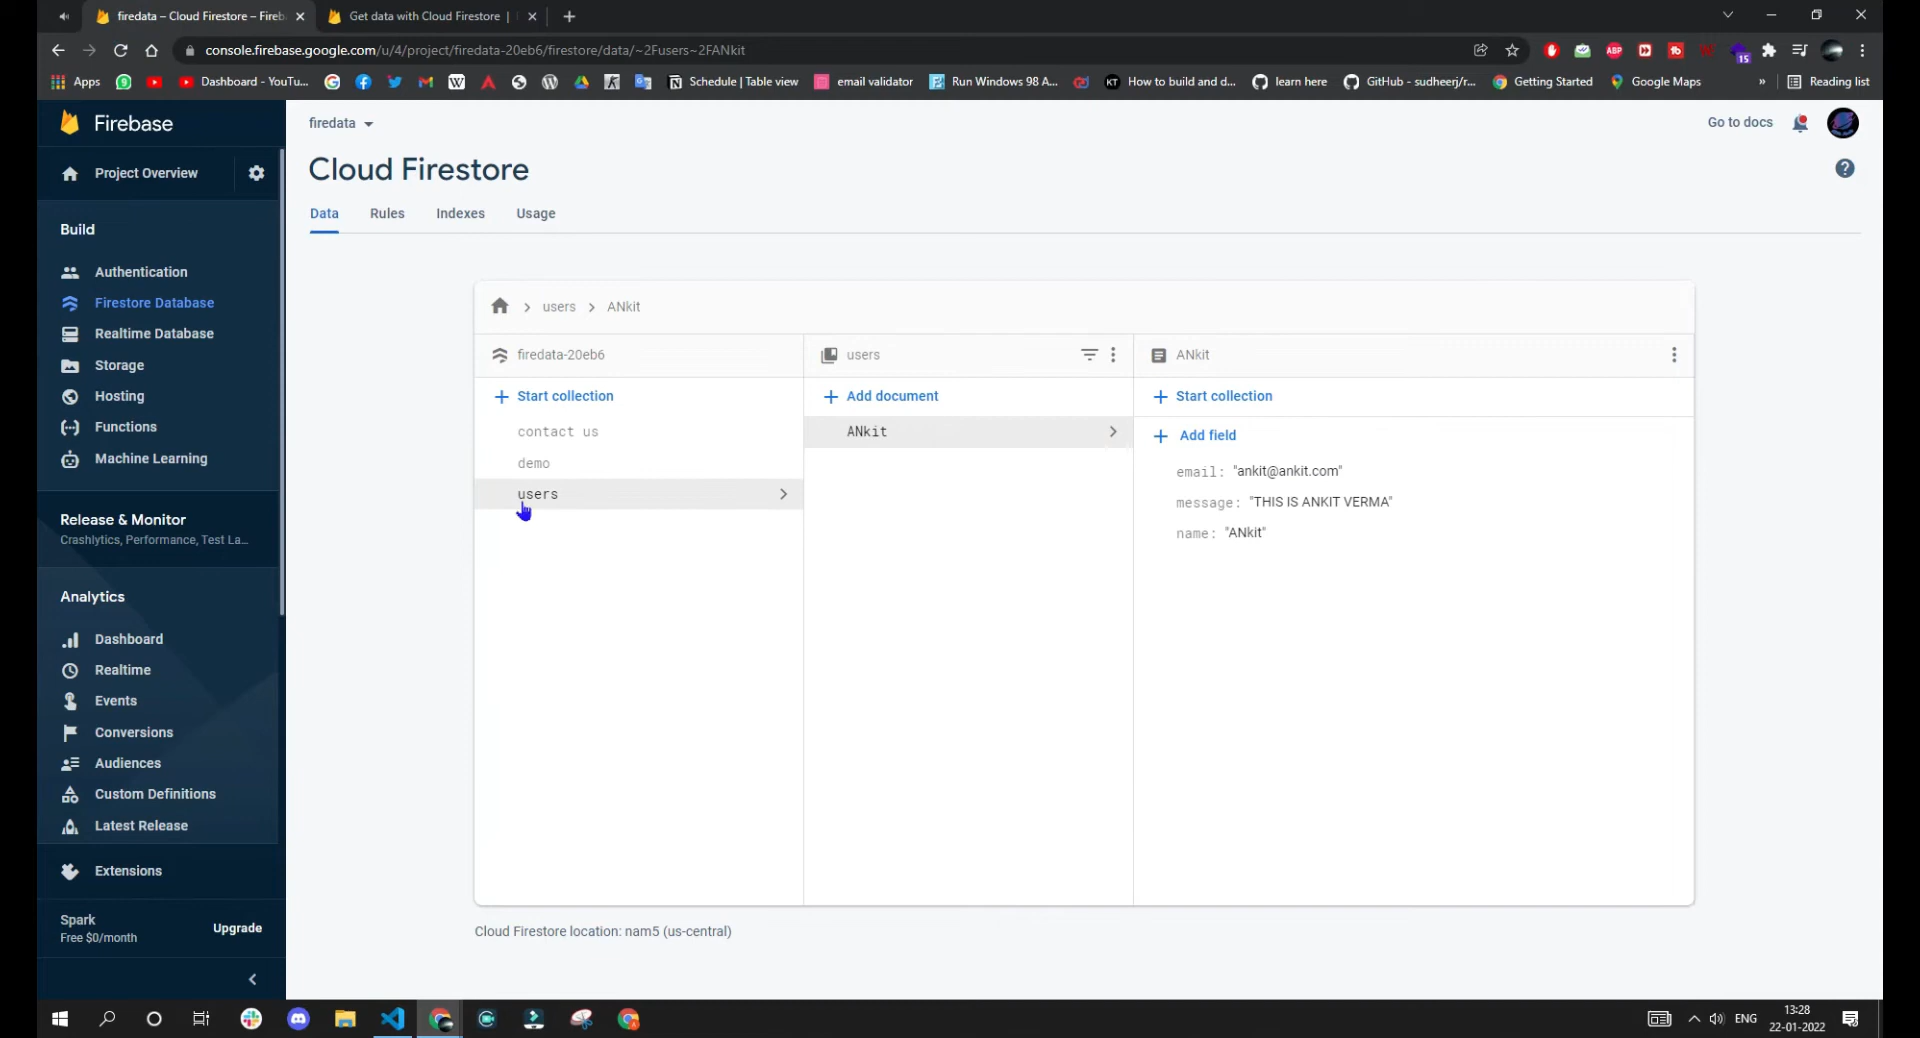 firedata – Cloud Firestore – Fireb
Get data with Cloud Firestore |
console.firebase.google.com/u/4/project/firedata-20eb6/firestore/data/~2Fusers~2FANkit
Apps
Dashboard - YouTu...
Schedule | Table view
email validator
Run Windows 98 A...
How to build and d...
learn here
GitHub - sudheerj/r...
Getting Started
Google Maps
»
Reading list
ABP
15
KT
Firebase
firedata
Go to docs
Project Overview
Cloud Firestore
Data
Rules
Indexes
Usage
Build
Authentication
Firestore Database
Realtime Database
Storage
Hosting
Functions
Machine Learning
Release & Monitor
Crashlytics, Performance, Test La...
Analytics
Dashboard
Realtime
Events
Conversions
Audiences
Custom Definitions
Latest Release
Extensions
Spark
Free $0/month
Upgrade
users
ANkit
firedata-20eb6
users
ANkit
Start collection
Add document
Start collection
contact us
demo
users
ANkit
Add field
email: "ankit@ankit.com"
message: "THIS IS ANKIT VERMA"
name: "ANkit"
Cloud Firestore location: nam5 (us-central)
ENG
13:28
22-01-2022